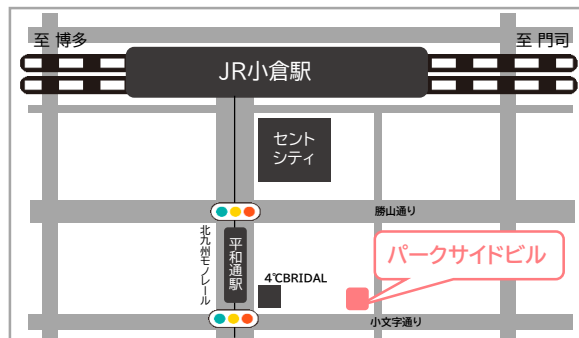 至 博多
至 門司
JR小倉駅
セント
シティ
勝山通り
北九州モノレール
平和通駅
パークサイドビル
4℃BRIDAL
小文字通り